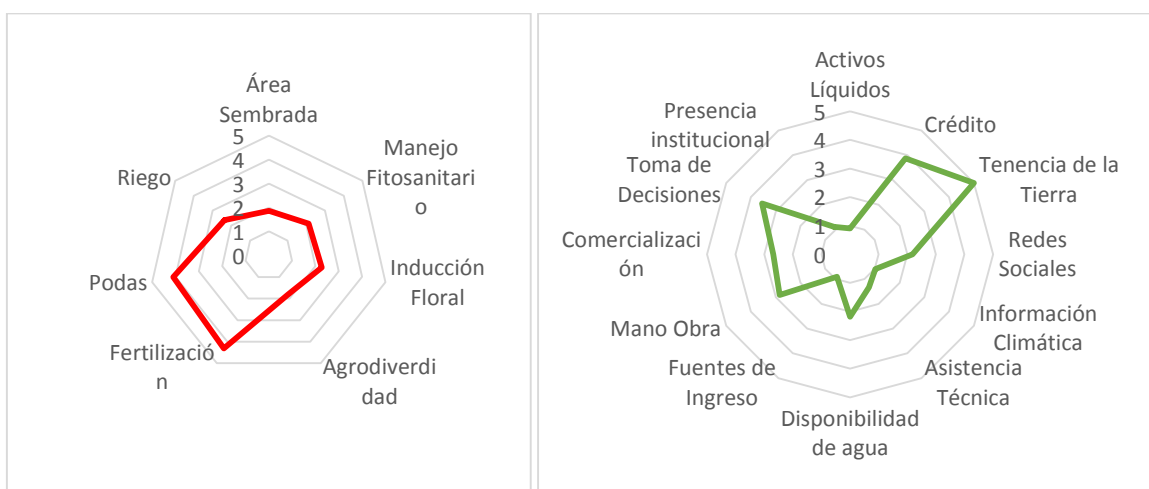 Área
Sembrada
Manejo
Fitosanitari
o
Inducción
Floral
Agrodiverdi
dad
Fertilizació
n
Podas
Riego
5
4
3
2
1
0
Activos
Líquidos
Crédito
Tenencia de la
Tierra
Redes
Sociales
Información
Climática
Asistencia
Técnica
Disponibilidad
de agua
Fuentes de
Ingreso
Mano Obra
Comercializaci
ón
Toma de
Decisiones
Presencia
institucional
5
4
3
2
1
0